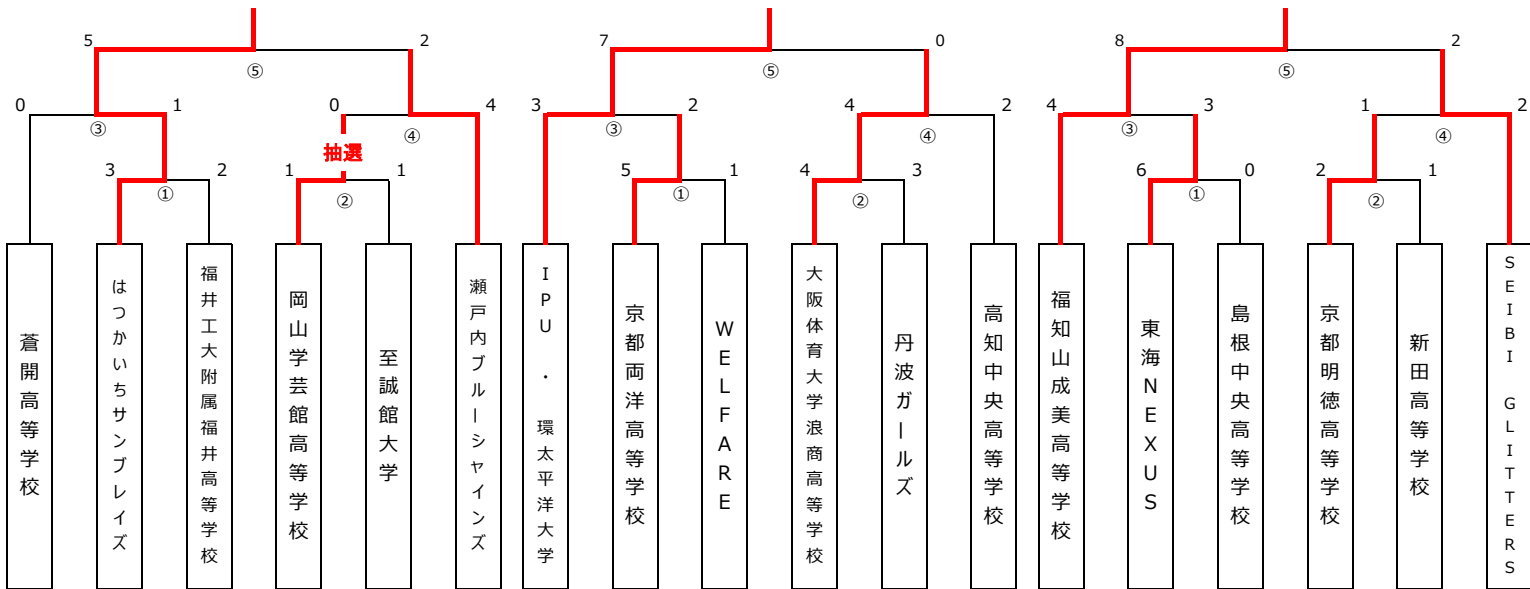 5 2 7 0 8 2
⑤ ⑤ ⑤
0 1 0 4 3 2 4 2 4 3 1 2
③ ④ ③ ④ ③ ④
抽選
3 2 1 1 5 1 4 3 6 0 2 1
① ② ① ② ① ②
蒼開高等学校
はつかいちサンブレイズ
福井工大附属福井高等学校
岡山学芸館高等学校
至誠館大学
瀬戸内ブルーシャインズ
IPU・環太平洋大学
京都両洋高等学校
WELFARE
大阪体育大学浪商高等学校
丹波ガールズ
高知中央高等学校
福知山成美高等学校
東海NEXUS
島根中央高等学校
京都明徳高等学校
新田高等学校
SEIBI GLITTERS